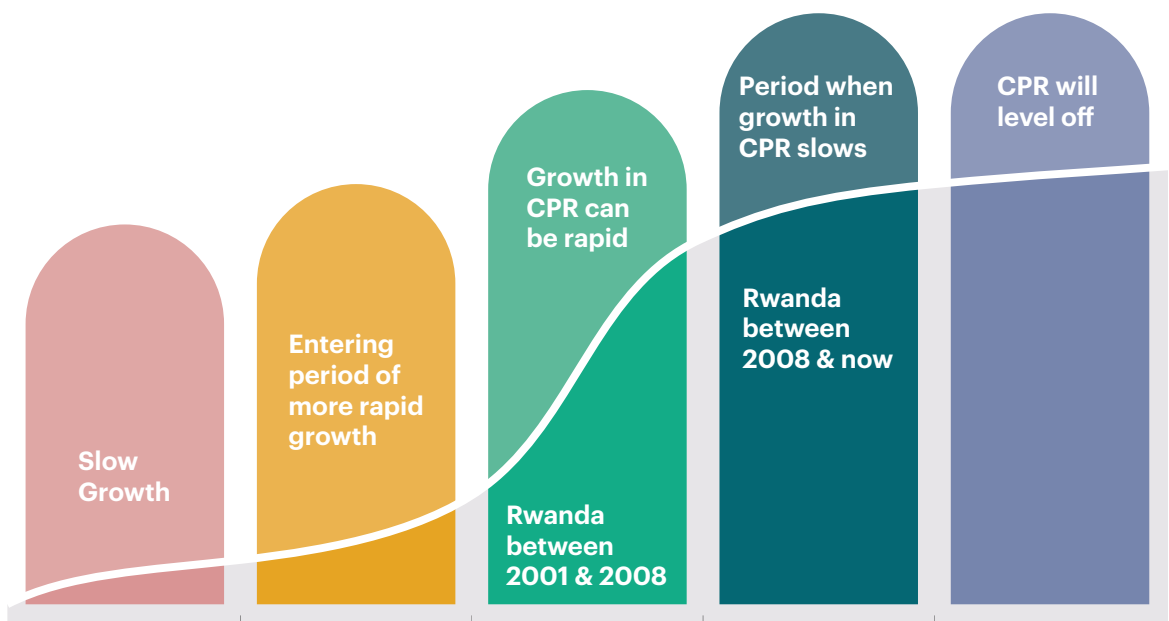 Slow
Growth
Entering
period of
more rapid
growth
Growth in
CPR can
be rapid
Rwanda
between
2001 & 2008
Period when
growth in
CPR slows
Rwanda
between
2008 & now
CPR will
level off